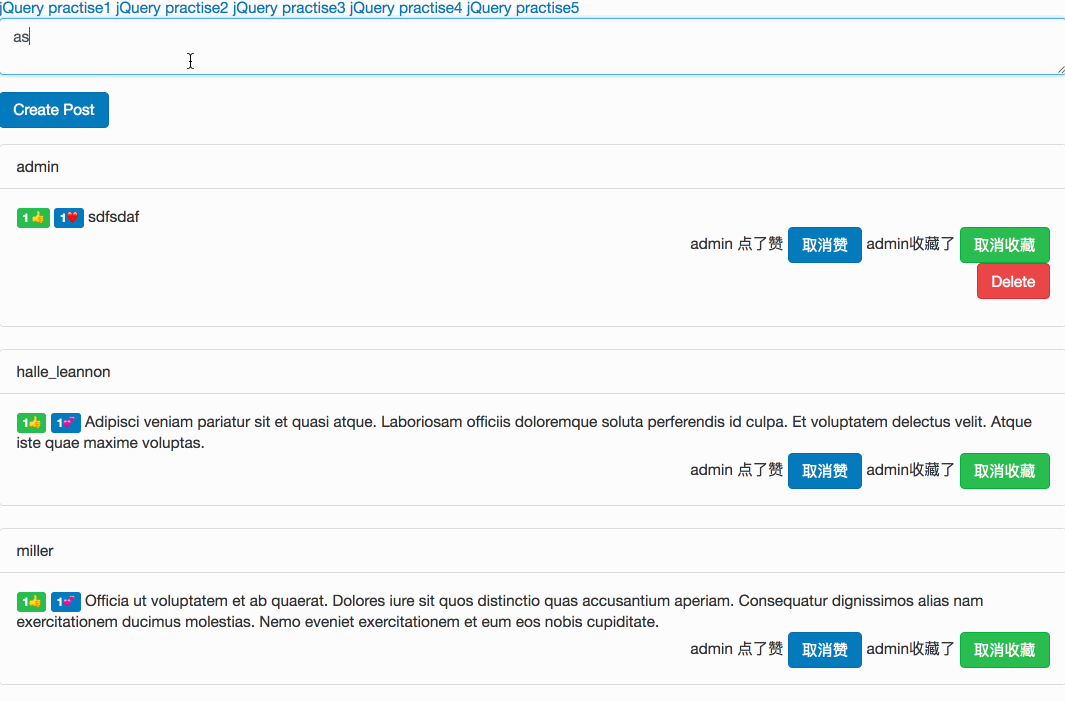 jQuery practise1 jQuery practise2 jQuery practise3 jQuery practise4 jQuery practise5
as
Create Post
admin
1👍 1❤️ sdfsdaf
admin 点了赞 取消赞 admin收藏了 取消收藏
Delete
halle_leannon
1👍 1💕 Adipisci veniam pariatur sit et quasi atque. Laboriosam officiis doloremque soluta perferendis id culpa. Et voluptatem delectus velit. Atque
iste quae maxime voluptas.
admin 点了赞 取消赞 admin收藏了 取消收藏
miller
1👍 1💕 Officia ut voluptatem et ab quaerat. Dolores iure sit quos distinctio quas accusantium aperiam. Consequatur dignissimos alias nam
exercitationem ducimus molestias. Nemo eveniet exercitationem et eum eos nobis cupiditate.
admin 点了赞 取消赞 admin收藏了 取消收藏